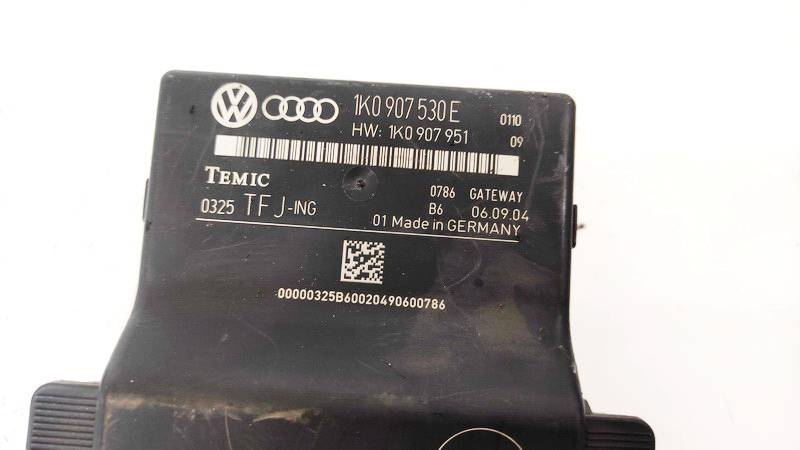 1K0 907 530 E 0110
HW: 1K0 907 951 09
TEMIC
0786 GATEWAY
0325 TFJ-ING B6 06.09.04
01 Made in GERMANY
00000325B60020490600786